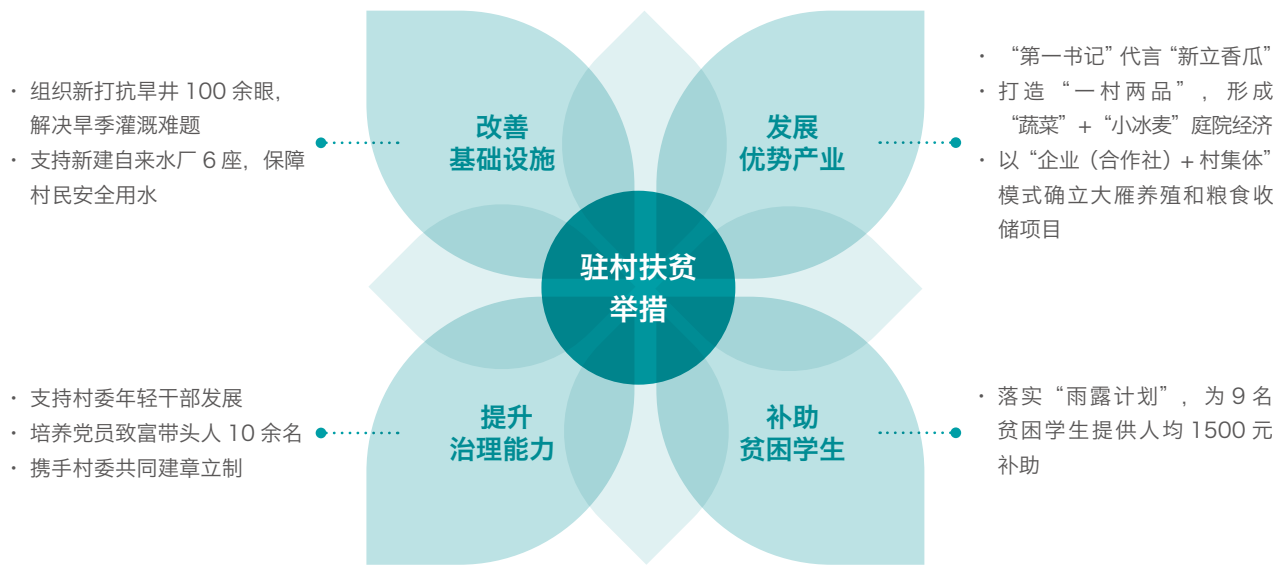 · 组织新打抗旱井 100 余眼，
解决旱季灌溉难题
· 支持新建自来水厂 6 座，保障
村民安全用水
改善
基础设施
发展
优势产业
· “第一书记”代言“新立香瓜”
· 打造“一村两品”，形成
“蔬菜” + “小冰麦”庭院经济
· 以“企业（合作社）+ 村集体”
模式确立大雁养殖和粮食收
储项目
驻村扶贫
举措
· 支持村委年轻干部发展
· 培养党员致富带头人 10 余名
· 携手村委共同建章立制
提升
治理能力
补助
贫困学生
· 落实“雨露计划”，为 9 名
贫困学生提供人均 1500 元
补助